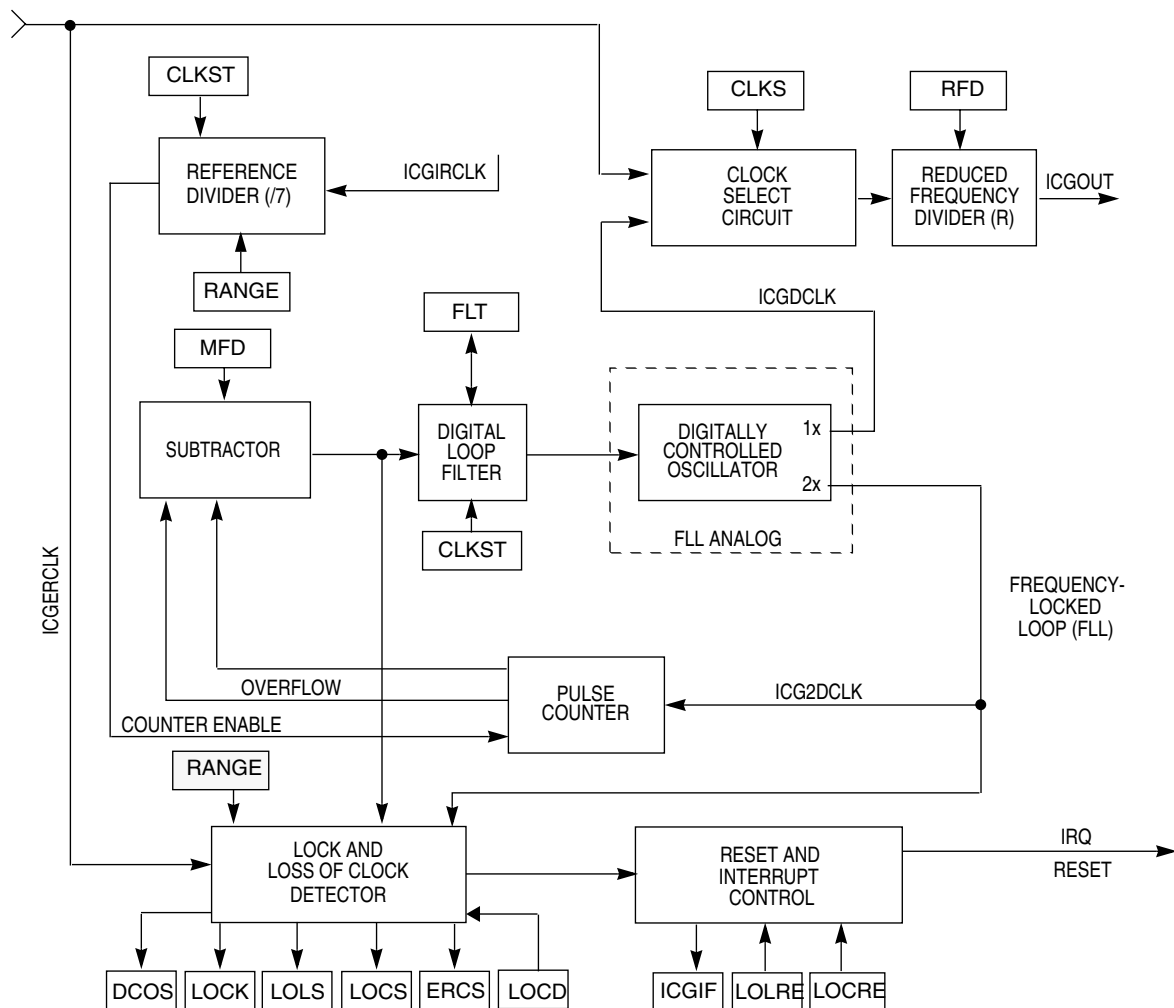 CLKST
CLKS
RFD
REFERENCE
DIVIDER (/7)
ICGIRCLK
CLOCK
SELECT
CIRCUIT
REDUCED
FREQUENCY
DIVIDER (R)
ICGOUT
RANGE
ICGDCLK
FLT
MFD
SUBTRACTOR
DIGITAL
LOOP
FILTER
DIGITALLY
CONTROLLED
OSCILLATOR
1x
2x
FLL ANALOG
CLKST
ICGERCLK
FREQUENCY-
LOCKED
LOOP (FLL)
OVERFLOW
PULSE
COUNTER
ICG2DCLK
COUNTER ENABLE
RANGE
LOCK AND
LOSS OF CLOCK
DETECTOR
RESET AND
INTERRUPT
CONTROL
IRQ
RESET
DCOS
LOCK
LOLS
LOCS
ERCS
LOCD
ICGIF
LOLRE
LOCRE